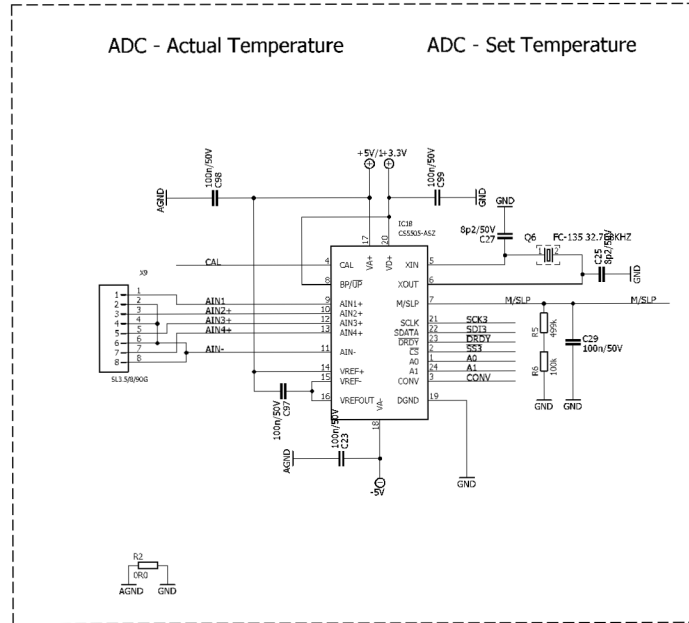 ADC - Actual Temperature
ADC - Set Temperature
+5V/1
+3.3V
AGND
100n/50V
C98
100n/50V
C99
GND
GND
8p2/50V
C27
Q6
FC-135 32.768KHZ
C25
8p2/50V
GND
IC18
CS5505-ASZ
17
20
VA+
VD+
CAL
4
CAL
XIN
5
8
BP/UP
XOUT
6
X9
1
2
3
4
5
6
7
8
1
2
3
4
5
6
7
8
SL3.5/8/90G
AIN1
AIN2+
AIN3+
AIN4+
AIN-
9
10
12
13
11
14
15
16
AIN1+
AIN2+
AIN3+
AIN4+
AIN-
VREF+
VREF-
VREFOUT
M/SLP
SCLK
SDATA
DRDY
CS
A0
A1
CONV
DGND
7
21
22
23
2
1
24
3
19
M/SLP
M/SLP
SCK3
SDI3
DRDY
SS3
A0
A1
CONV
R5
499k
R6
100k
C29
100n/50V
GND
GND
100n/50V
C97
VA-
18
AGND
100n/50V
C23
-5V
GND
R2
0R0
AGND
GND